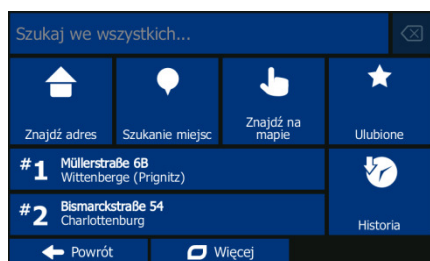 Szukaj we wszystkich...
Znajdź adres
Szukanie miejsc
Znajdź na
mapie
Ulubione
#1 Müllerstraße 6B
Wittenberge (Prignitz)
#2 Bismarckstraße 54
Charlottenburg
Historia
Powrót
Więcej